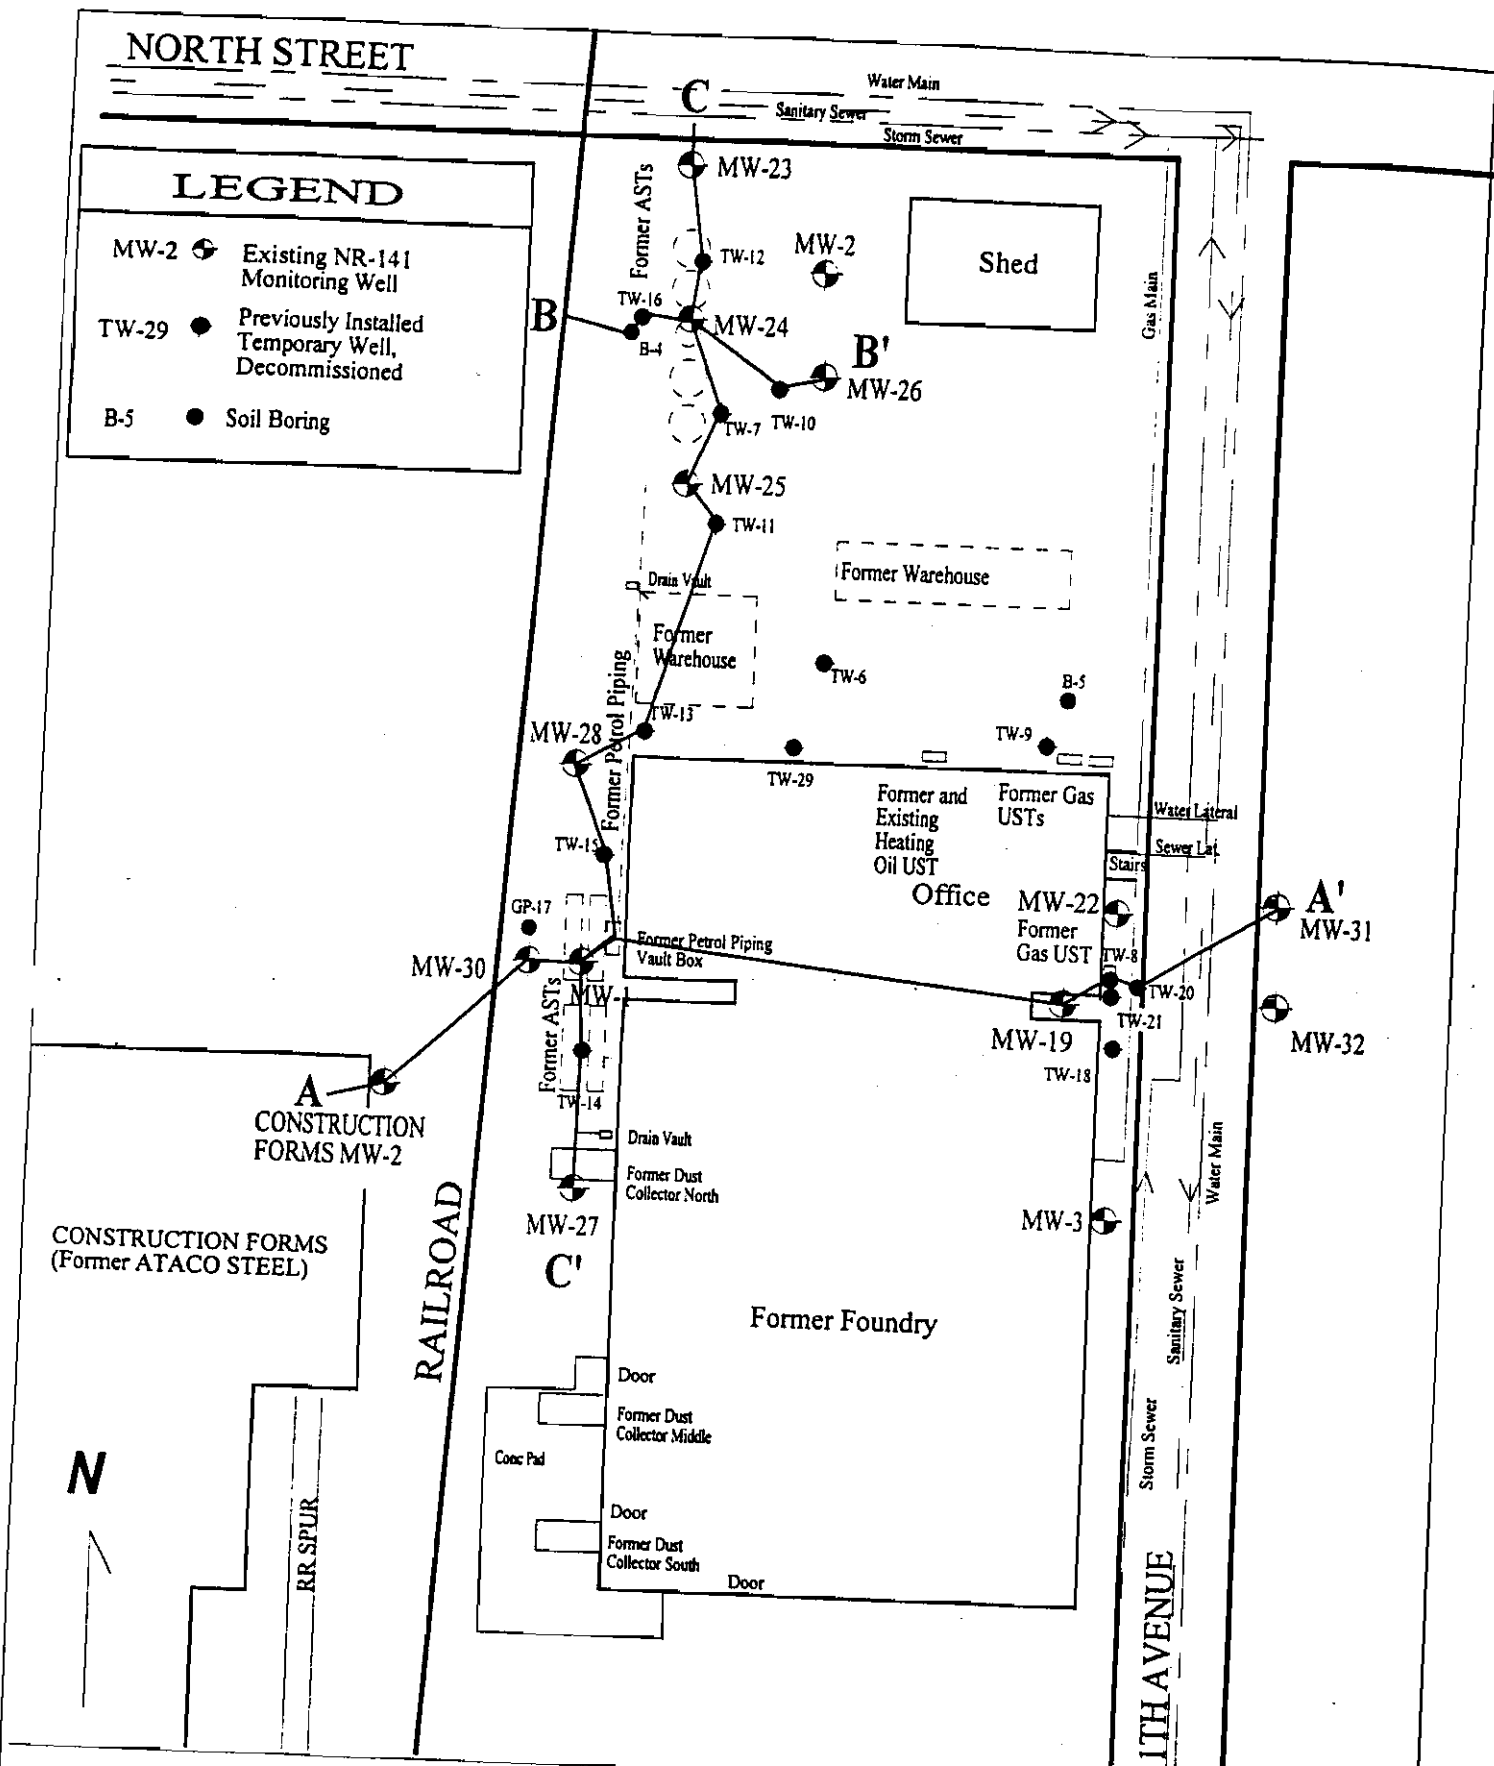 NORTH STREET
Water Main
C
Sanitary Sewer
Storm Sewer
LEGEND
MW-2
Existing NR-141
Monitoring Well
TW-29
Previously Installed
Temporary Well,
Decommissioned
B-5
Soil Boring
Former ASTs
MW-23
TW-12
MW-2
Shed
Gas Main
B
TW-16
B-4
MW-24
B'
MW-26
TW-7
TW-10
MW-25
TW-11
Drain Vault
Former Warehouse
Former
Warehouse
TW-6
B-5
TW-13
Former Petrol Piping
MW-28
TW-9
TW-29
Former and
Existing
Heating
Oil UST
Former Gas
USTs
Water Lateral
Sewer Lat.
Stairs
TW-15
Office
MW-22
Former
Gas UST
TW-8
A'
MW-31
GP-17
MW-30
Former Petrol Piping
Vault Box
MW-
Former ASTs
TW-20
TW-21
MW-19
TW-18
MW-32
A
CONSTRUCTION
FORMS MW-2
TW-14
Drain Vault
Former Dust
Collector North
Water Main
MW-27
MW-3
C'
CONSTRUCTION FORMS
(Former ATACO STEEL)
RAILROAD
Former Foundry
Sanitary Sewer
Door
Former Dust
Collector Middle
Conc Pad
Storm Sewer
N
RR SPUR
Door
Former Dust
Collector South
Door
1TH AVENUE